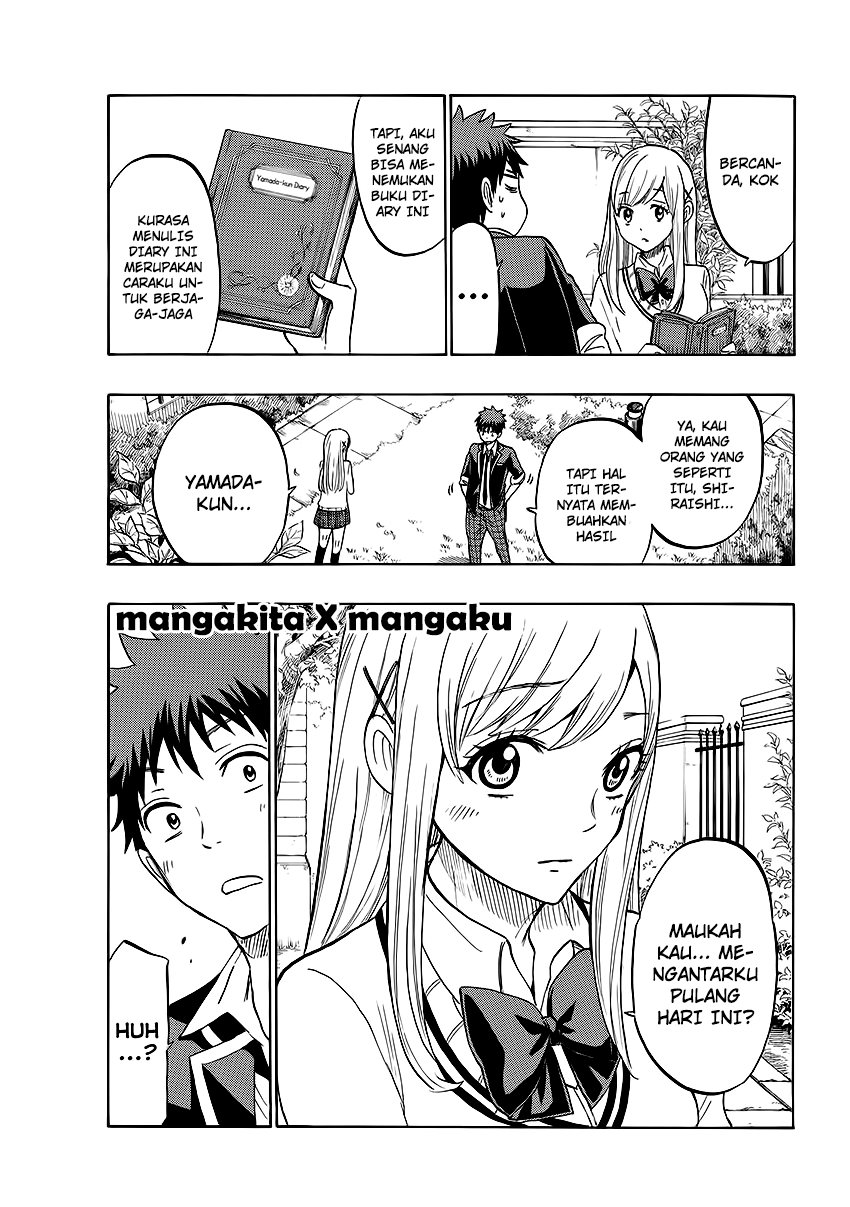 BERCAN-
DA, KOK
...
TAPI, AKU
SENANG
BISA ME-
NEMUKAN
BUKU DI-
ARY INI
Yamada-kun Diary
KURASA
MENULIS
DIARY INI
MERUPAKAN
CARAKU UN-
TUK BERJA-
GA-JAGA
YA, KAU
MEMANG
ORANG YANG
SEPERTI
ITU, SHI-
RAISHI...
TAPI HAL
ITU TER-
NYATA MEM-
BUAHKAN
HASIL
YAMADA-
KUN...
mangakita X mangaku
MAUKAH
KAU... ME-
NGANTARKU
PULANG
HARI INI?
HUH
...?